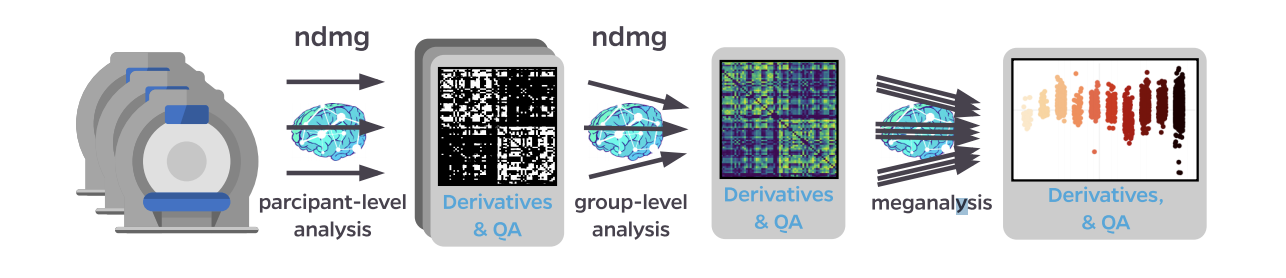 ndmg
parcipant-level
analysis
Derivatives
& QA
ndmg
group-level
analysis
Derivatives
& QA
meganalysis
Derivatives,
& QA